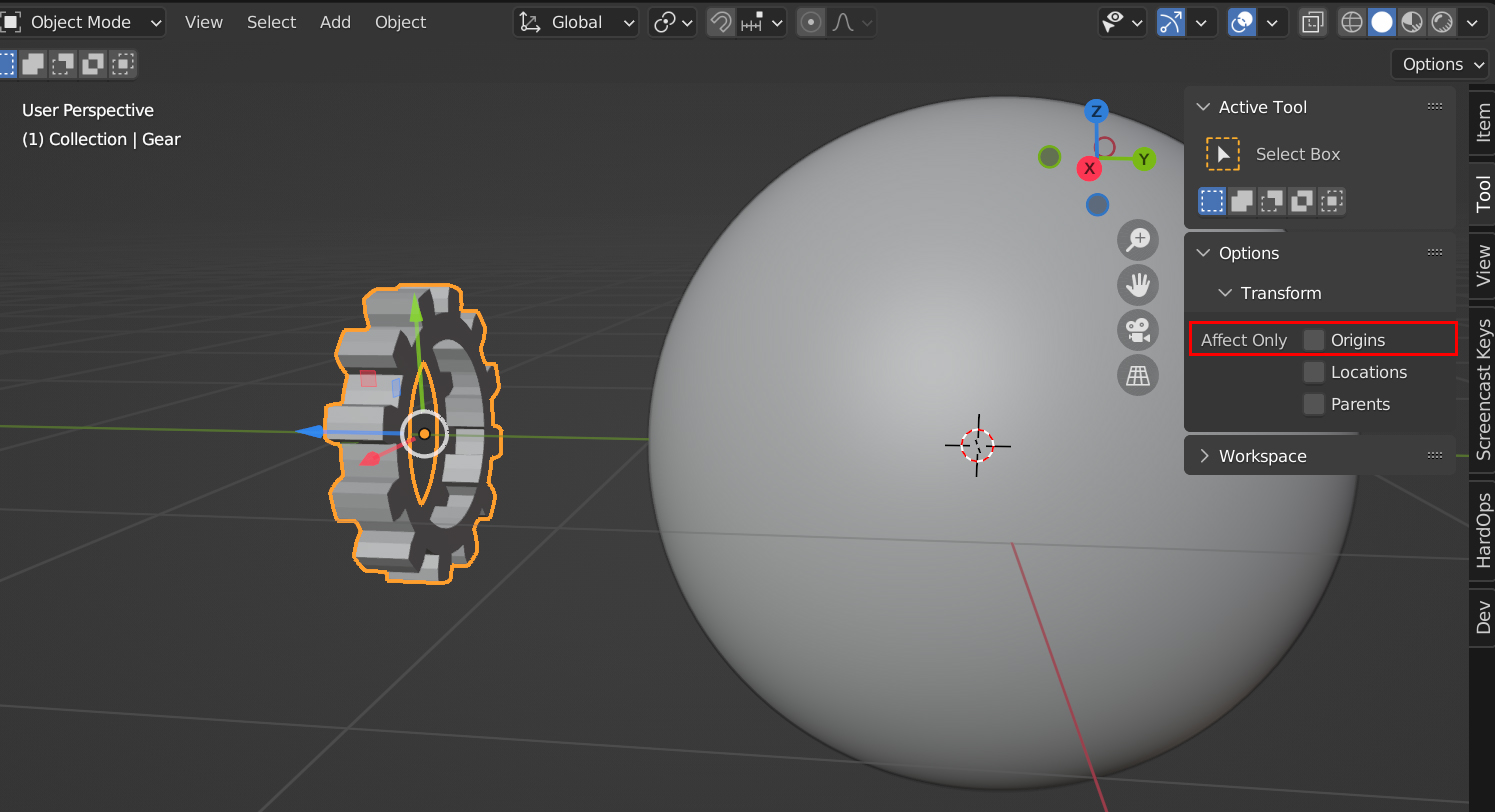 Object Mode View Select Add Object Global
Options
User Perspective
(1) Collection | Gear
Z
Y
X
Active Tool
Select Box
Options
Transform
Affect Only Origins
Locations
Parents
Workspace
Item
Tool
View
Screencast Keys
HardOps
Dev